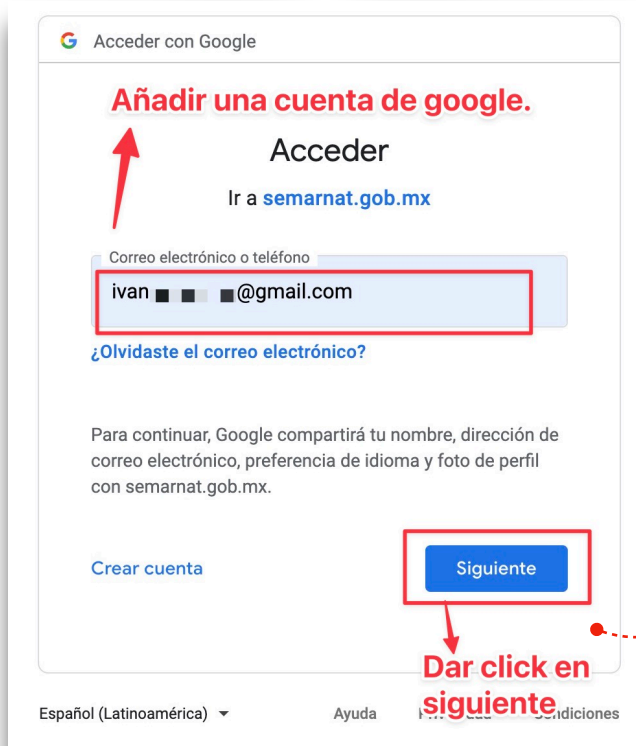 Acceder con Google
Añadir una cuenta de google.
Acceder
Ir a semarnat.gob.mx
Correo electrónico o teléfono
ivan @gmail.com
¿Olvidaste el correo electrónico?
Para continuar, Google compartirá tu nombre, dirección de
correo electrónico, preferencia de idioma y foto de perfil
con semarnat.gob.mx.
Crear cuenta
Siguiente
Dar click en
siguiente
Español (Latinoamérica)
Ayuda